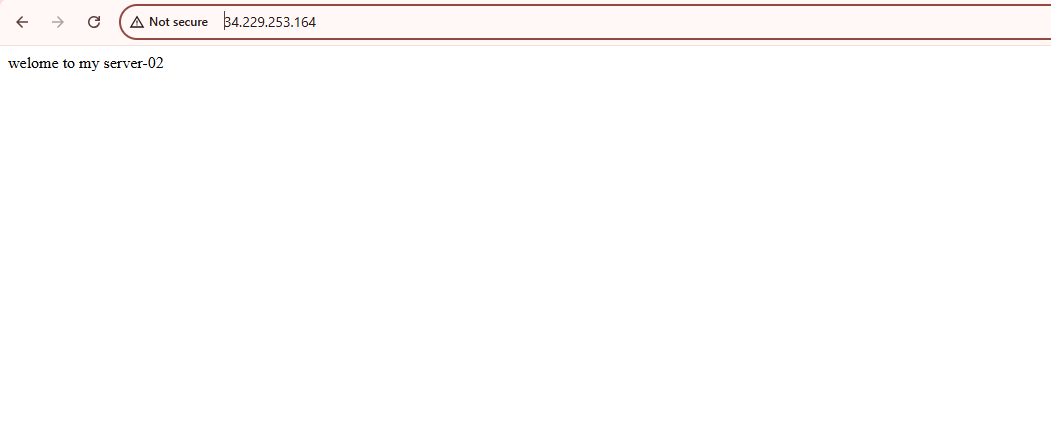 Not secure 34.229.253.164
welome to my server-02